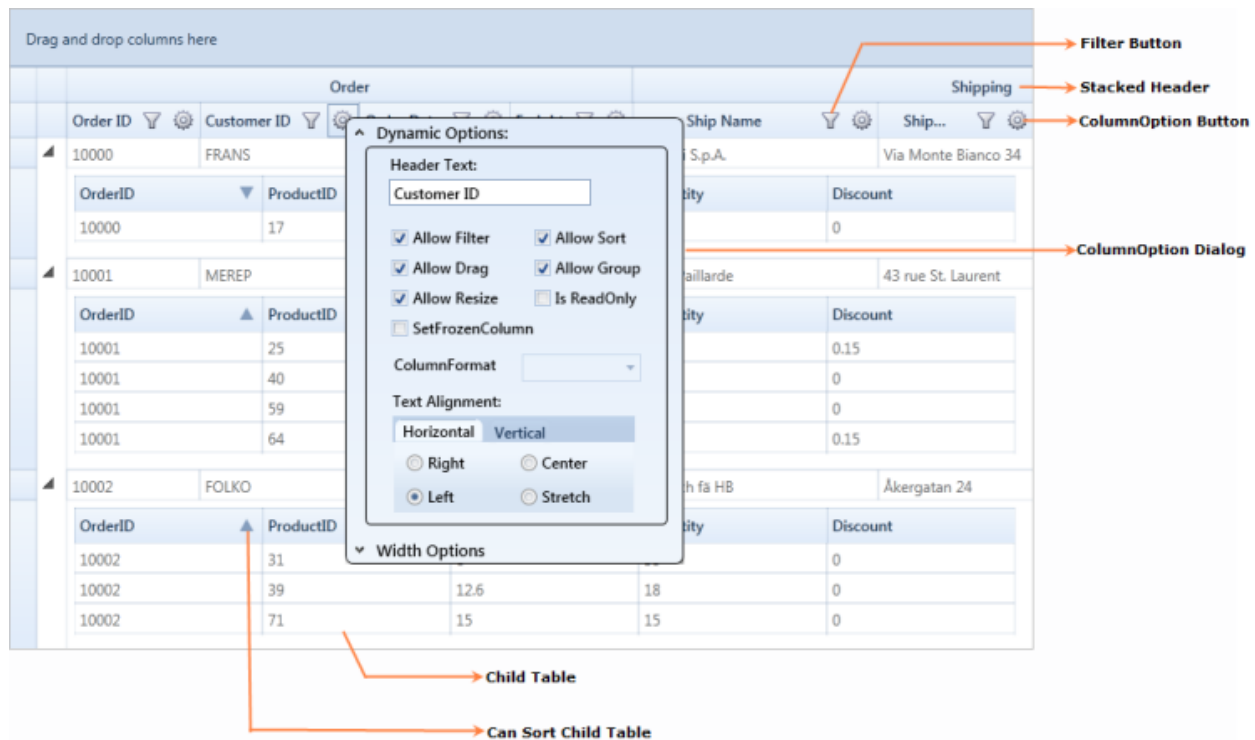 Drag and drop columns here
Filter Button
Order
Shipping
Stacked Header
Order ID
Customer ID
Ship Name
Ship...
ColumnOption Button
Dynamic Options:
10000 FRANS S.p.A. Via Monte Bianco 34
Header Text:
Customer ID
OrderID ProductID Discount
10000 17 0
Allow Filter Allow Sort
ColumnOption Dialog
Allow Drag Allow Group
10001 MEREP 43 rue St. Laurent
Allow Resize Is ReadOnly
OrderID ProductID Discount
SetFrozenColumn
10001 25 0.15
ColumnFormat
10001 40 0
Text Alignment:
10001 59 0
Horizontal Vertical
10001 64 0.15
Right Center
10002 FOLKO HB Åkergatan 24
Left Stretch
OrderID ProductID Discount
Width Options
10002 31 0
10002 39 12.6 18 0
10002 71 15 15 0
Child Table
Can Sort Child Table